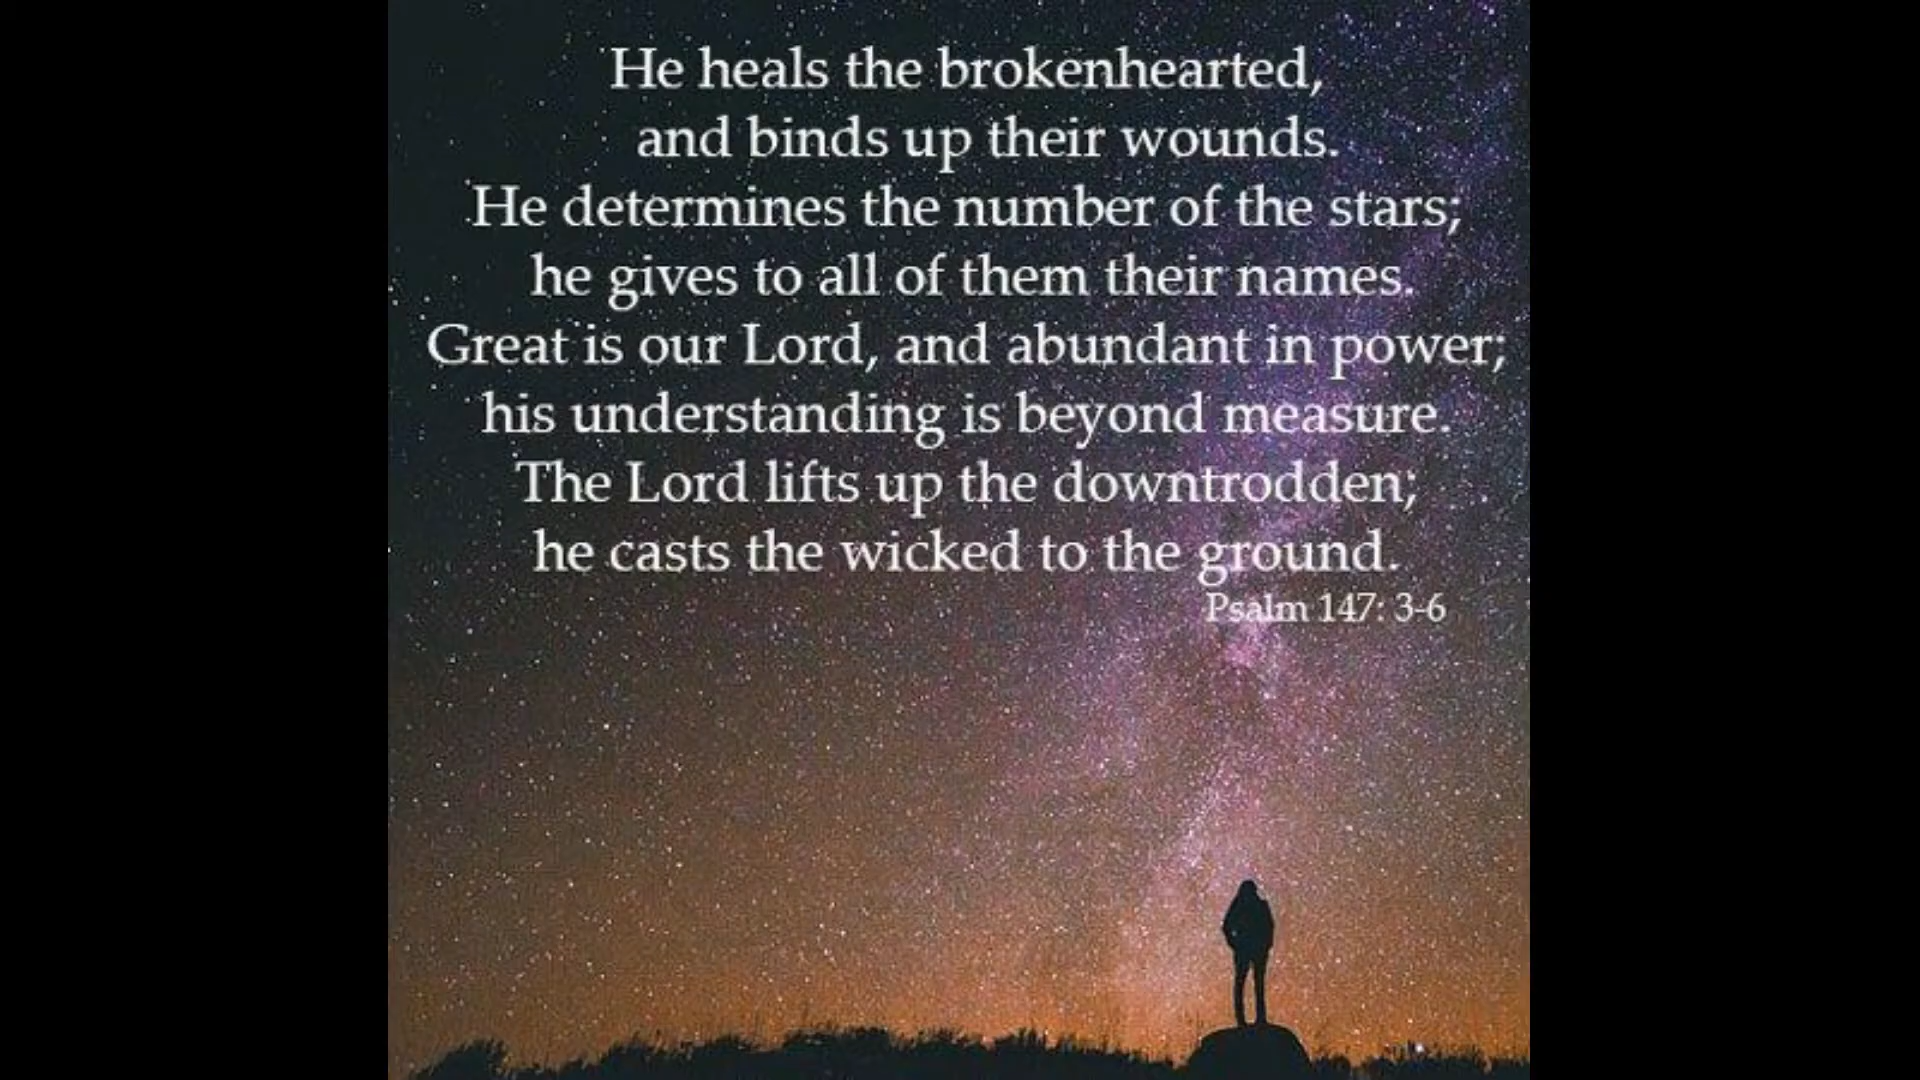 He heals the brokenhearted,
and binds up their wounds.
He determines the number of the stars;
he gives to all of them their names.
Great is our Lord, and abundant in power;
his understanding is beyond measure.
The Lord lifts up the downtrodden;
he casts the wicked to the ground.
Psalm 147: 3-6